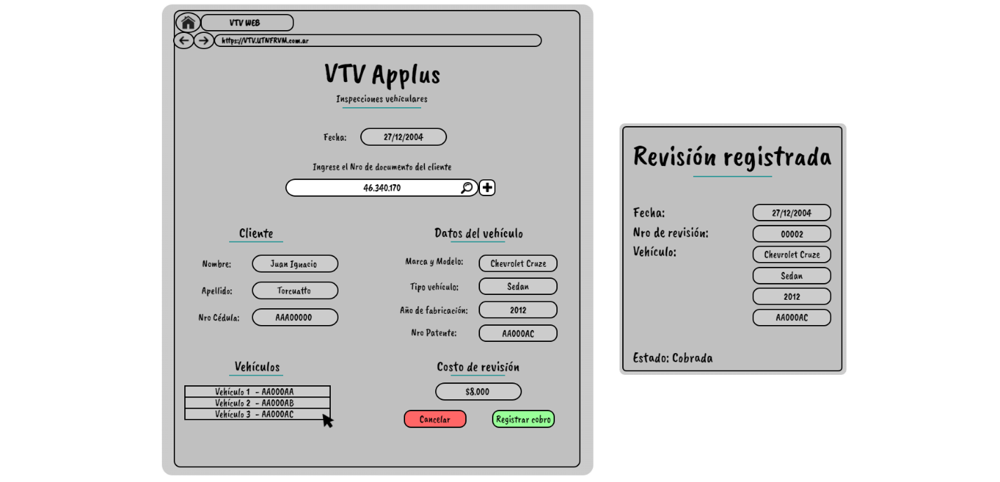 VTV WEB
https://VTV.UTNFRVM.com.ar
VTV Applus
Inspecciones vehiculares
Fecha: 27/12/2004
Ingrese el Nro de documento del cliente
46.340.170
Cliente
Nombre: Juan Ignacio
Apellido: Torcuatto
Nro Cédula: AAA00000
Datos del vehículo
Marca y Modelo: Chevrolet Cruze
Tipo vehículo: Sedan
Año de fabricación: 2012
Nro Patente: AA000AC
Vehículos
Vehículo 1 - AA000AA
Vehículo 2 - AA000AB
Vehículo 3 - AA000AC
Costo de revisión
$8.000
Cancelar
Registrar cobro
Revisión registrada
Fecha: 27/12/2004
Nro de revisión: 00002
Vehículo: Chevrolet Cruze
Sedan
2012
AA000AC
Estado: Cobrada